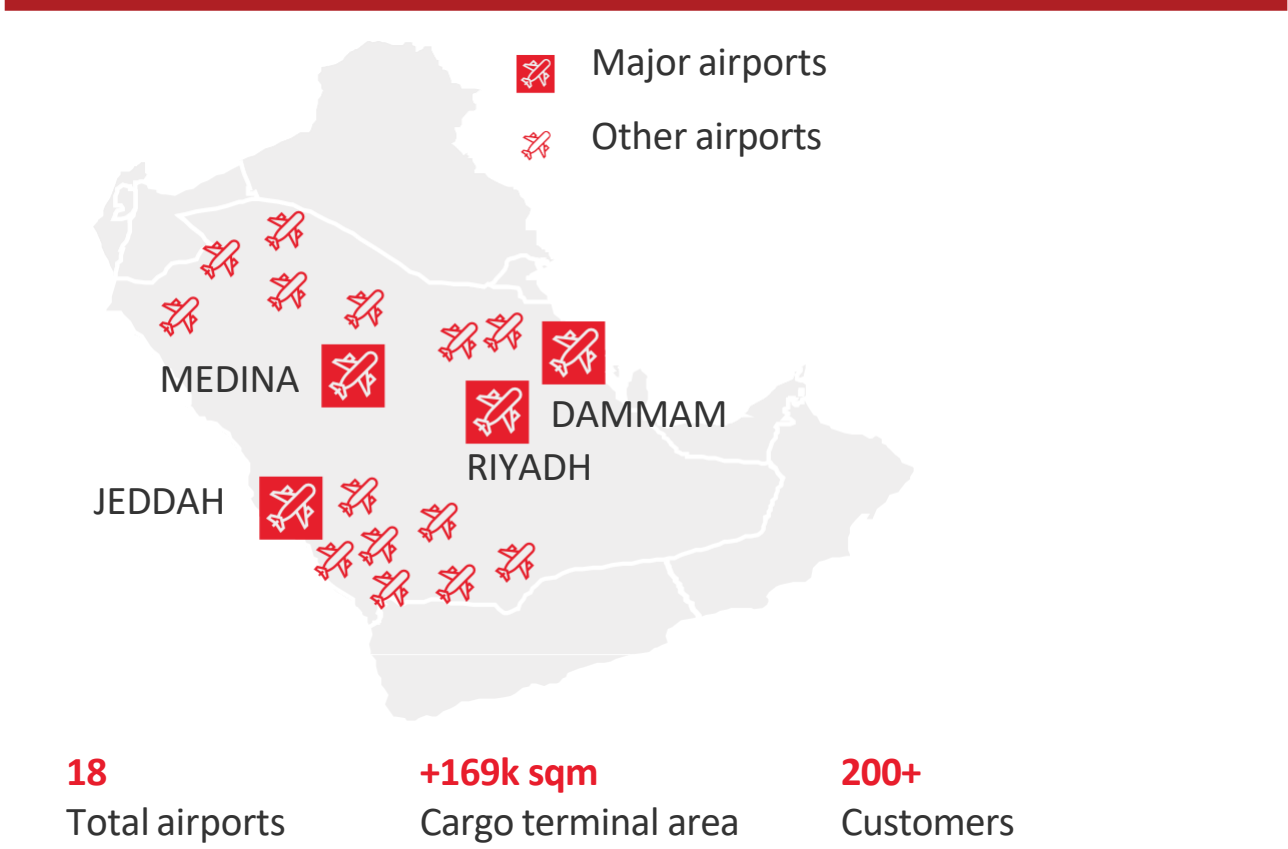 Major airports
Other airports
MEDINA
DAMMAM
RIYADH
JEDDAH
18
Total airports
+169k sqm
Cargo terminal area
200+
Customers